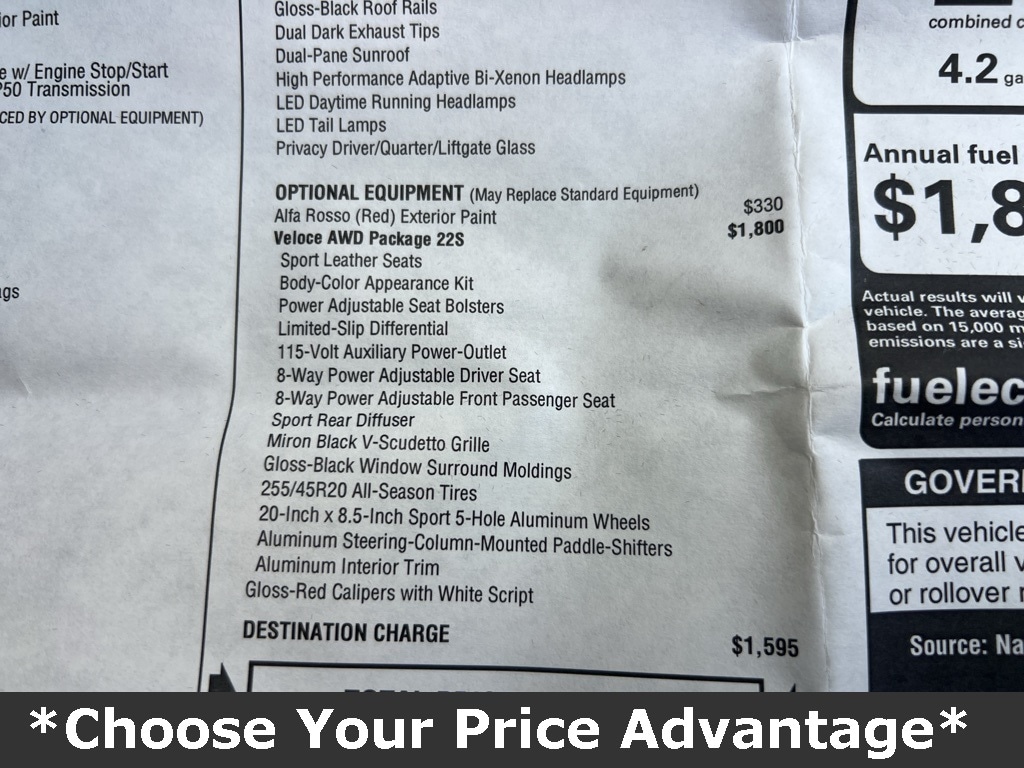 ior Paint
e w/ Engine Stop/Start
P50 Transmission
CED BY OPTIONAL EQUIPMENT)
ags
Gloss-Black Roof Rails
Dual Dark Exhaust Tips
Dual-Pane Sunroof
High Performance Adaptive Bi-Xenon Headlamps
LED Daytime Running Headlamps
LED Tail Lamps
Privacy Driver/Quarter/Liftgate Glass
OPTIONAL EQUIPMENT (May Replace Standard Equipment)
Alfa Rosso (Red) Exterior Paint $330
Veloce AWD Package 22S $1,800
Sport Leather Seats
Body-Color Appearance Kit
Power Adjustable Seat Bolsters
Limited-Slip Differential
115-Volt Auxiliary Power-Outlet
8-Way Power Adjustable Driver Seat
8-Way Power Adjustable Front Passenger Seat
Sport Rear Diffuser
Miron Black V-Scudetto Grille
Gloss-Black Window Surround Moldings
255/45R20 All-Season Tires
20-Inch x 8.5-Inch Sport 5-Hole Aluminum Wheels
Aluminum Steering-Column-Mounted Paddle-Shifters
Aluminum Interior Trim
Gloss-Red Calipers with White Script
DESTINATION CHARGE $1,595
combined c
4.2 ga
Annual fuel
$1,8
Actual results will v
vehicle. The averag
based on 15,000 m
emissions are a si
fuelec
Calculate person
GOVER
This vehicle
for overall v
or rollover r
Source: Na
*Choose Your Price Advantage*